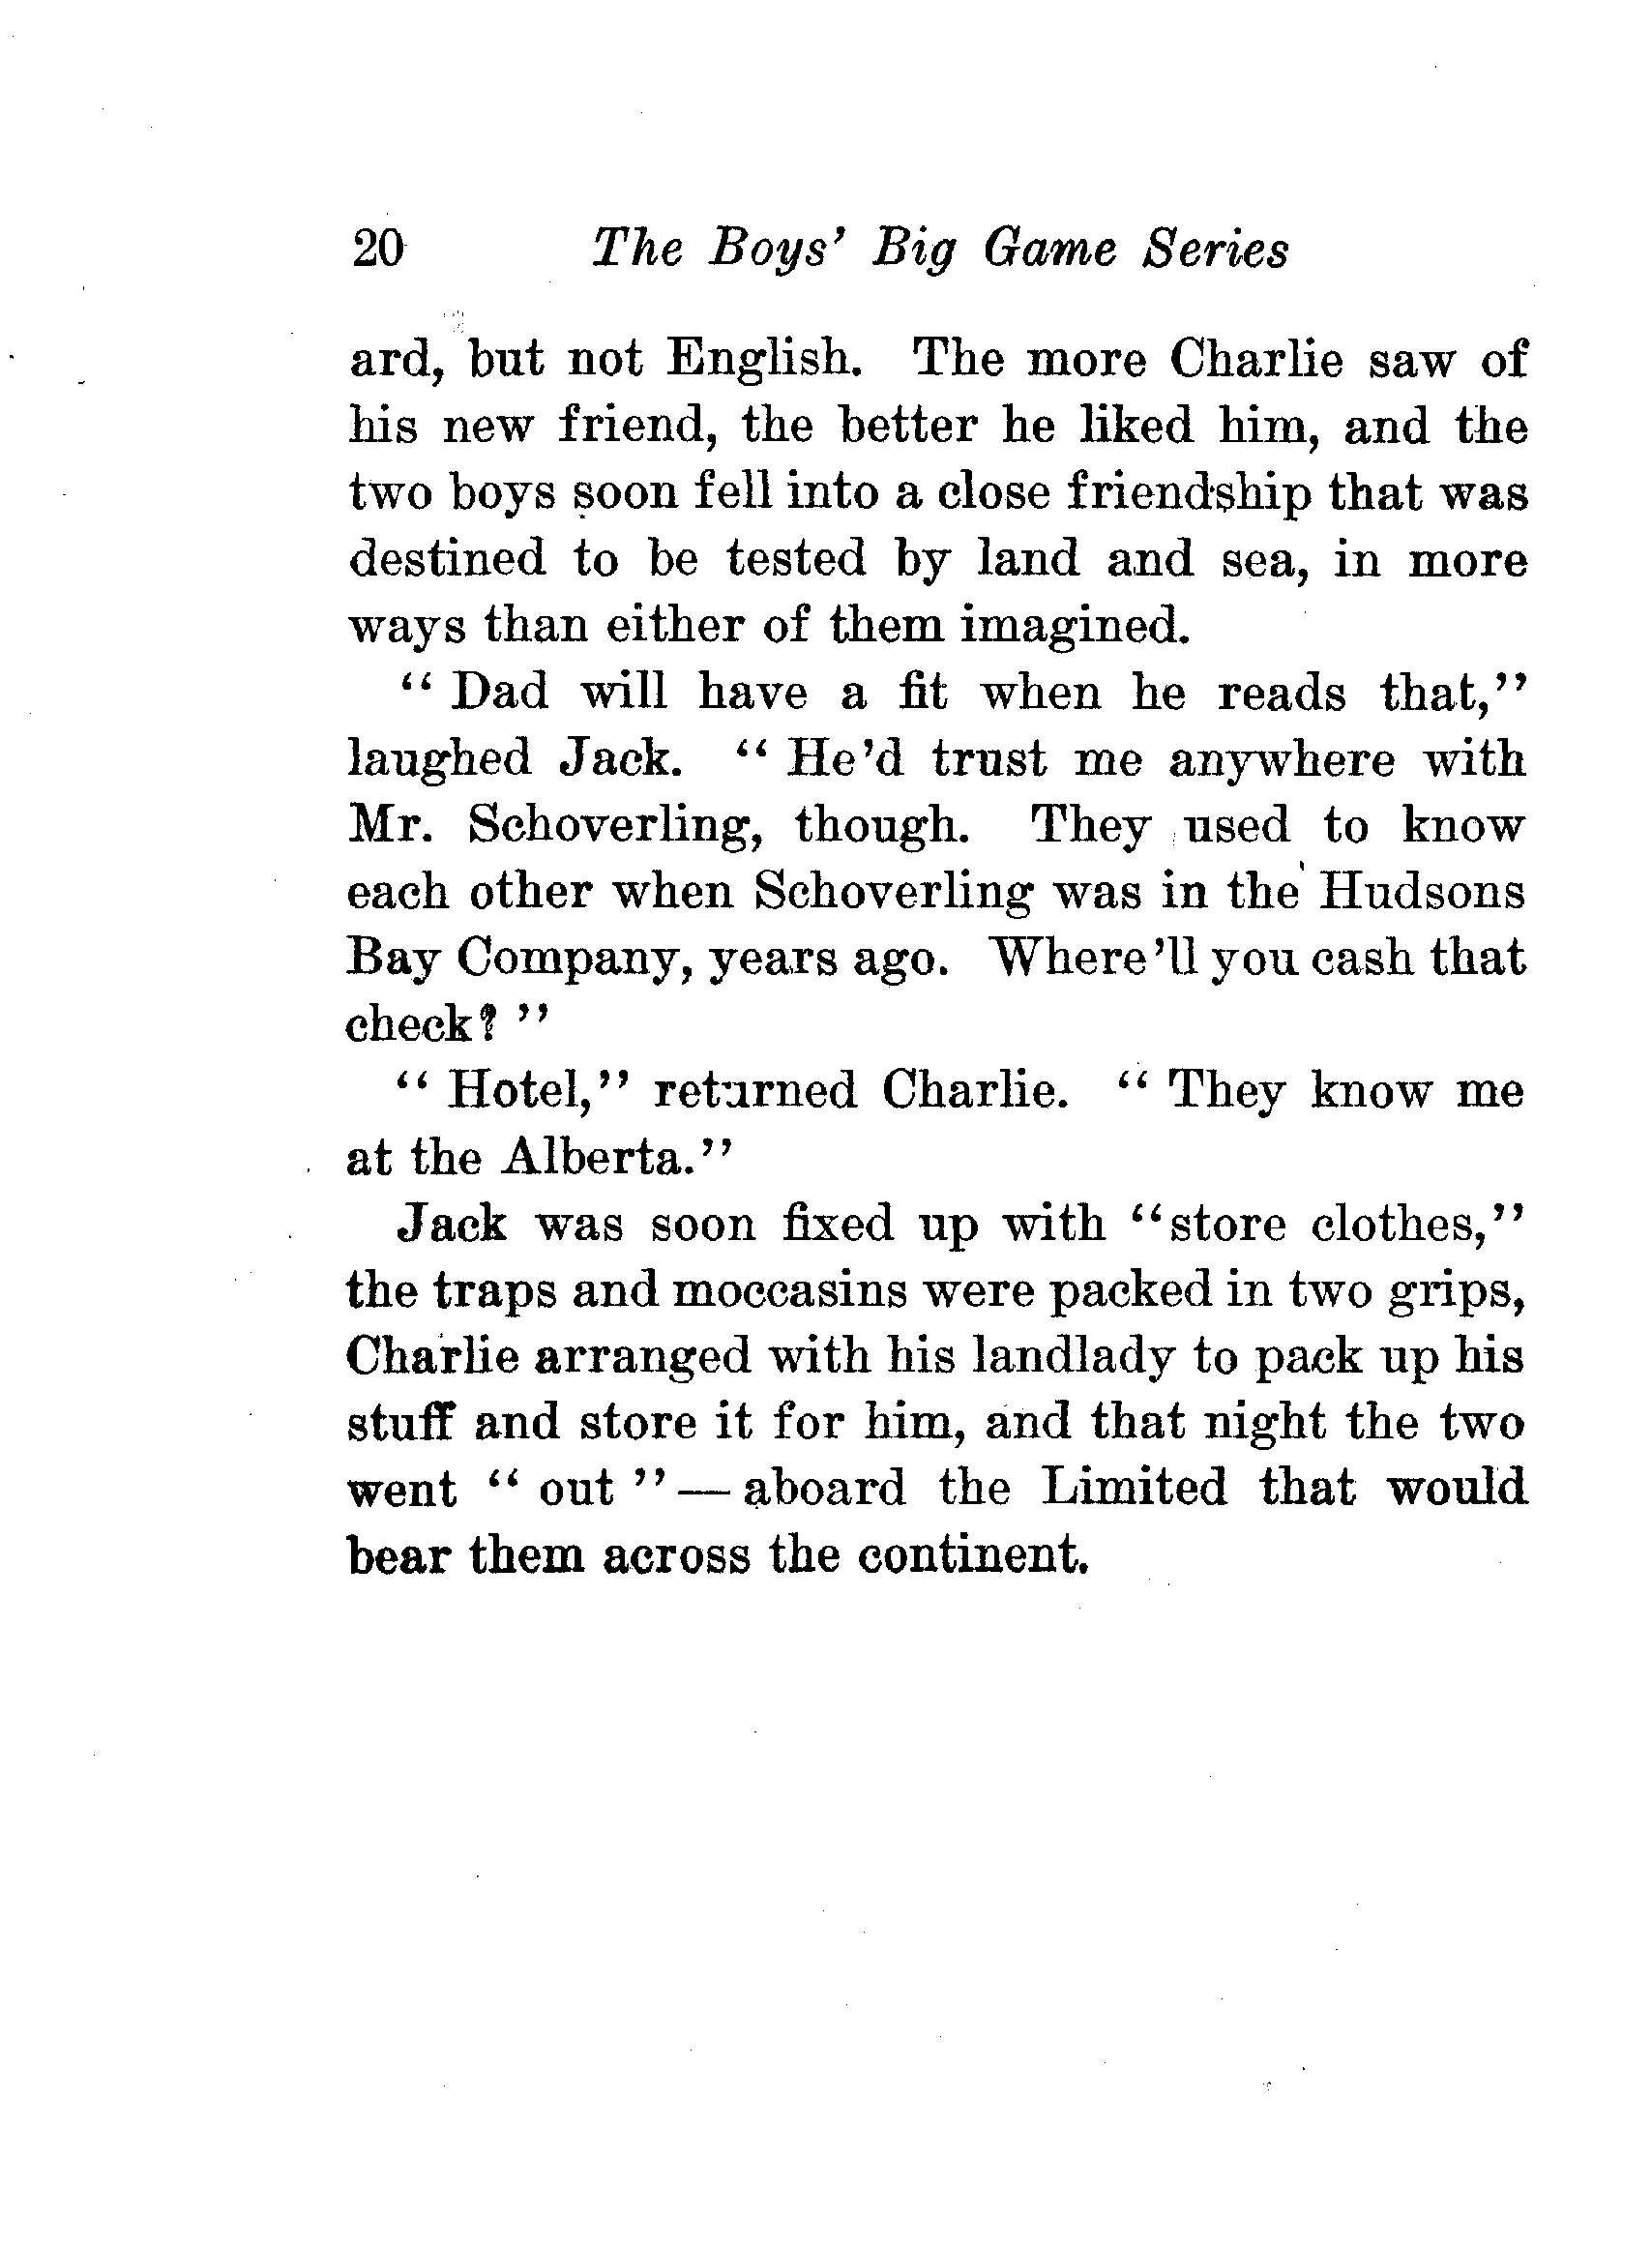 20 The Boys' Big Game Series
ard, but not English. The more Charlie saw of
his new friend, the better he liked him, and the
two boys soon fell into a close friendship that was
destined to be tested by land and sea, in more
ways than either of them imagined.
" Dad will have a fit when he reads that,"
laughed Jack. " He'd trust me anywhere with
Mr. Schoverling, though. They used to know
each other when Schoverling was in the Hudsons
Bay Company, years ago. Where'll you cash that
check? "
" Hotel," returned Charlie. " They know me
at the Alberta."
Jack was soon fixed up with "store clothes,"
the traps and moccasins were packed in two grips,
Charlie arranged with his landlady to pack up his
stuff and store it for him, and that night the two
went " out "— aboard the Limited that would
bear them across the continent.